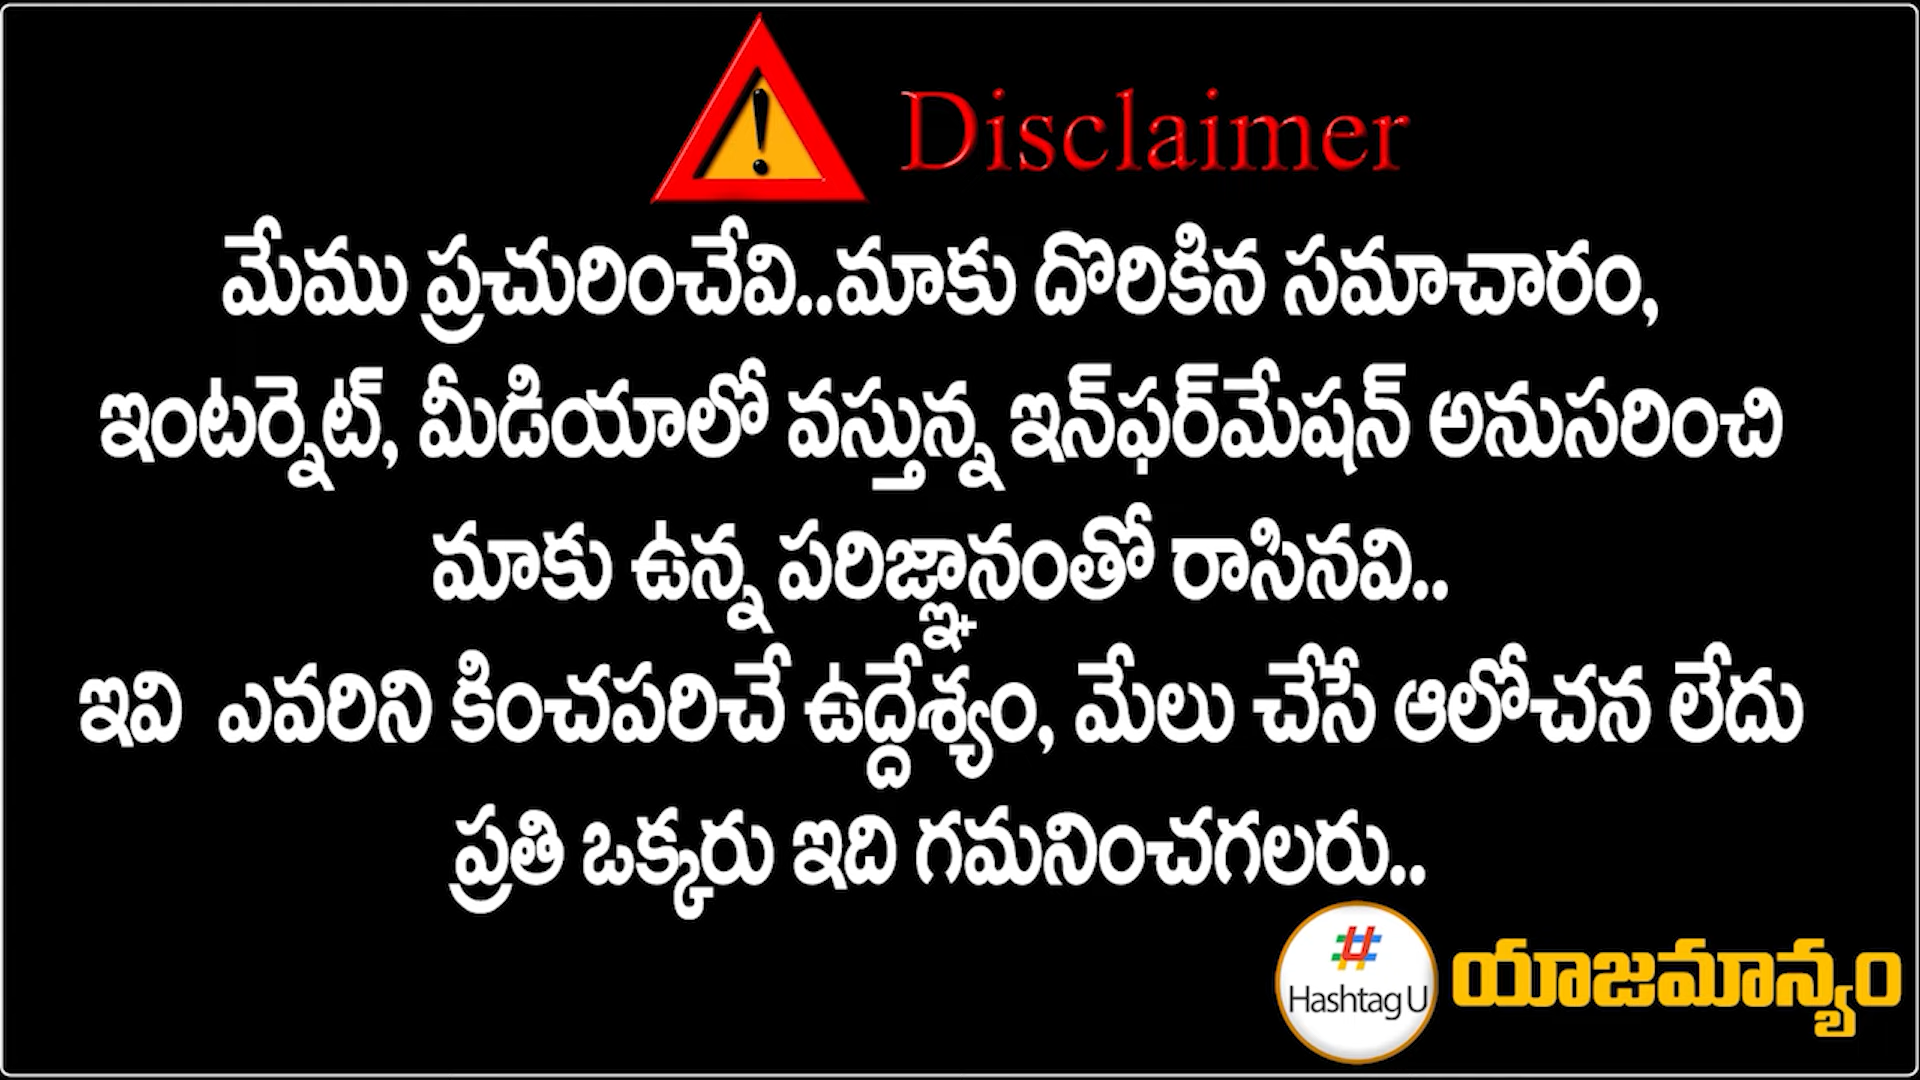 Disclaimer
మేము ప్రచురించేవి..మాకు దొరికిన సమాచారం,
ఇంటర్నెట్, మీడియాలో వస్తున్న ఇన్‌ఫర్‌మేషన్ అనుసరించి
మాకు ఉన్న పరిజ్ఞానంతో రాసినవి..
ఇవి ఎవరిని కించపరిచే ఉద్దేశ్యం, మేలు చేసే ఆలోచన లేదు
ప్రతి ఒక్కరు ఇది గమనించగలరు..
#
Hashtag U
యాజమాన్యం